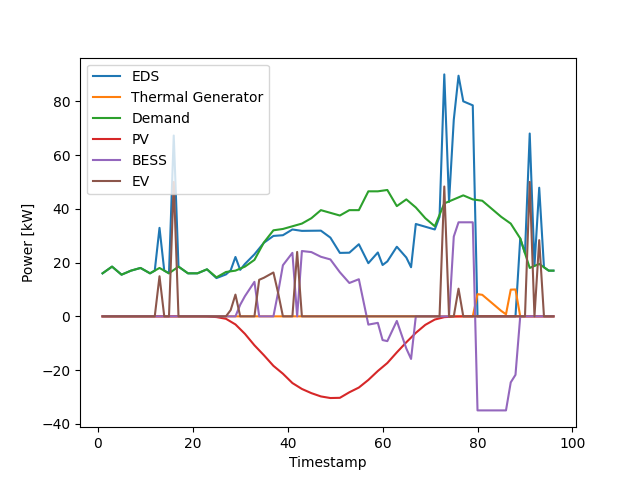 EDS
Thermal Generator
Demand
PV
BESS
EV
Power [kW]
80
60
40
20
0
−20
−40
0 20 40 60 80 100
Timestamp